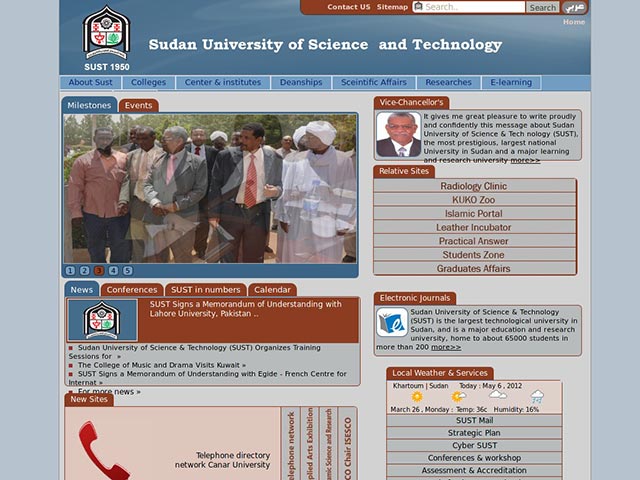 Contact US Sitemap Search.. Search عربي
Home
SUST 1950
Sudan University of Science and Technology
About Sust Colleges Center & institutes Deanships Sceintific Affairs Researches E-learning
Milestones Events
1 2 3 4 5
News Conferences SUST in numbers Calendar
SUST Signs a Memorandum of Understanding with
Lahore University, Pakistan ..
Sudan University of Science & Technology (SUST) Organizes Training
Sessions for »
The College of Music and Drama Visits Kuwait »
SUST Signs a Memorandum of Understanding with Egide - French Centre for
Internat »
For more news »
New Sites
Telephone directory
network Canar University
elephone network
plied Arts Exhibition
mic Science and Research
CO Chair ISESCO
Vice-Chancellor's
It gives me great pleasure to write proudly
and confidently this message about Sudan
University of Science & Tech nology (SUST),
the most prestigious, largest national
University in Sudan and a major learning
and research university more>>
Relative Sites
Radiology Clinic
KUKO Zoo
Islamic Portal
Leather Incubator
Practical Answer
Students Zone
Graduates Affairs
Electronic Journals
Sudan University of Science & Technology
(SUST) is the largest technological university in
Sudan, and is a major education and research
university, home to about 65000 students in
more than 200 more>>
Local Weather & Services
Khartoum | Sudan Today : May 6 , 2012
March 26 , Monday : Temp: 36c Humidity: 16%
SUST Mail
Strategic Plan
Cyber SUST
Conferences & workshop
Assessment & Accreditation